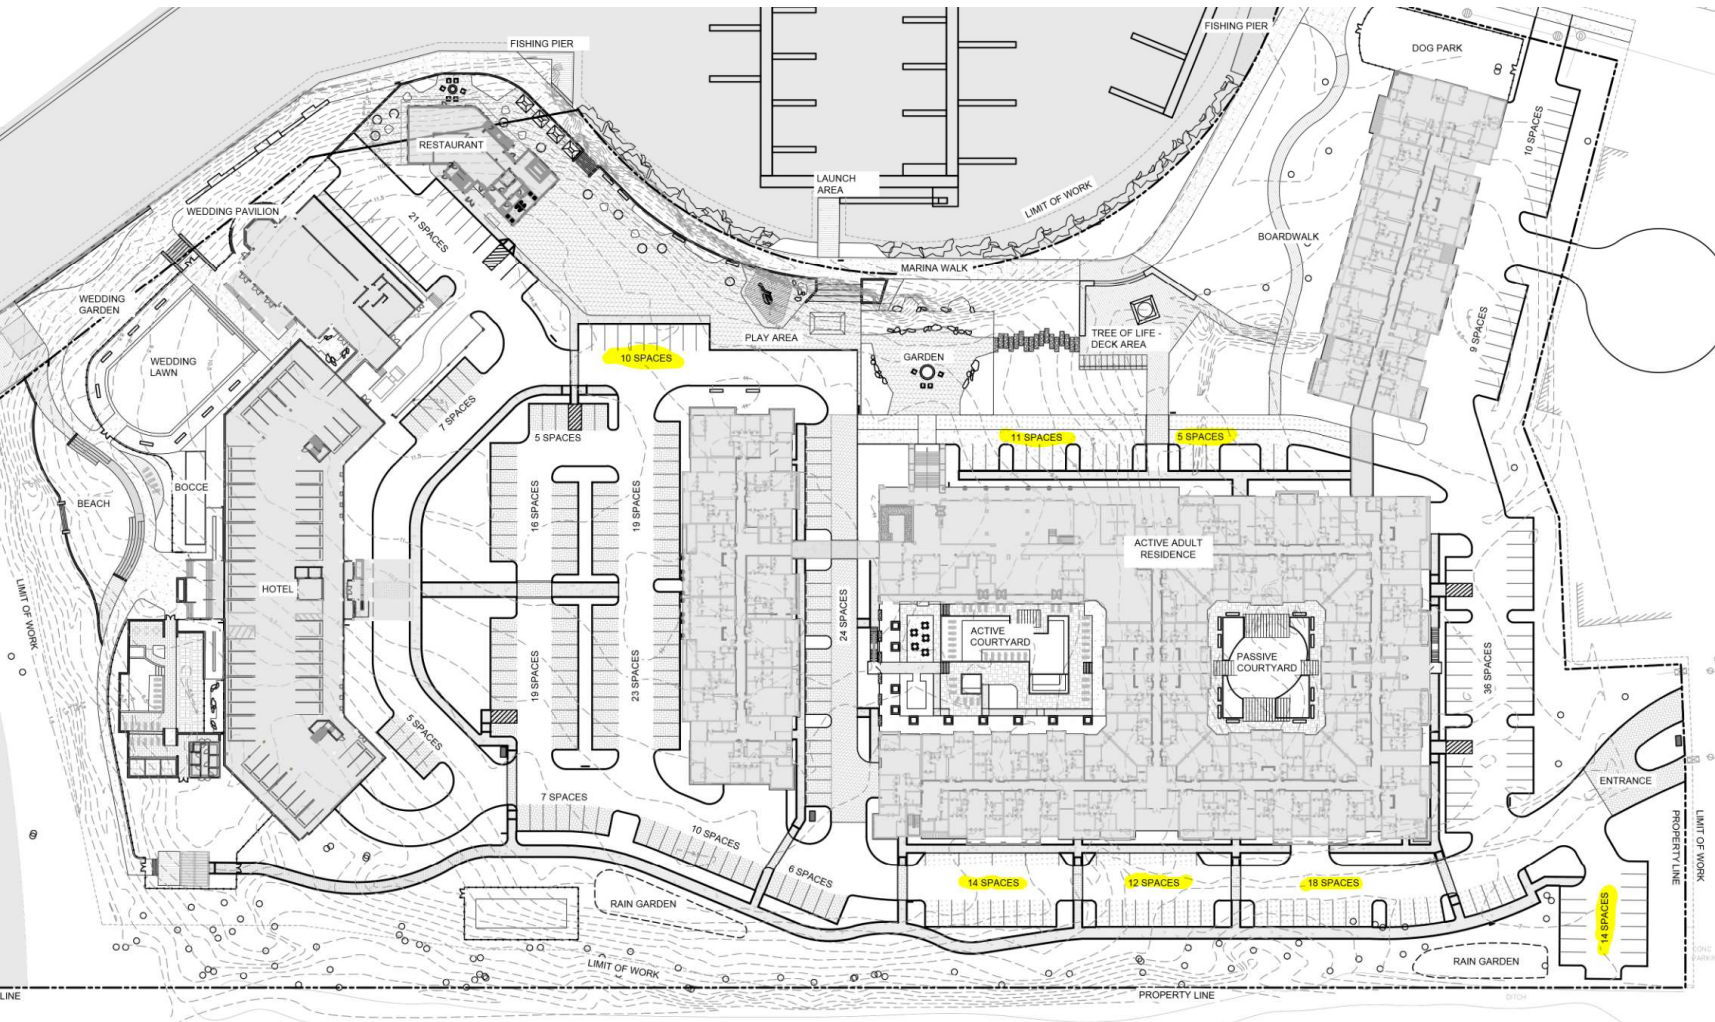 FISHING PIER
FISHING PIER
DOG PARK
RESTAURANT
10 SPACES
LAUNCH
AREA
LIMIT OF WORK
WEDDING PAVILION
21 SPACES
BOARDWALK
MARINA WALK
WEDDING
GARDEN
PLAY AREA
TREE OF LIFE -
DECK AREA
9 SPACES
WEDDING
LAWN
10 SPACES
GARDEN
7 SPACES
5 SPACES
11 SPACES
5 SPACES
BEACH
BOCCE
16 SPACES
19 SPACES
ACTIVE ADULT
RESIDENCE
HOTEL
LIMIT OF WORK
24 SPACES
ACTIVE
COURTYARD
PASSIVE
COURTYARD
19 SPACES
23 SPACES
36 SPACES
5 SPACES
ENTRANCE
7 SPACES
10 SPACES
PROPERTY LINE
LIMIT OF WORK
6 SPACES
14 SPACES
12 SPACES
18 SPACES
RAIN GARDEN
14 SPACES
LIMIT OF WORK
RAIN GARDEN
LINE
PROPERTY LINE
DITCH